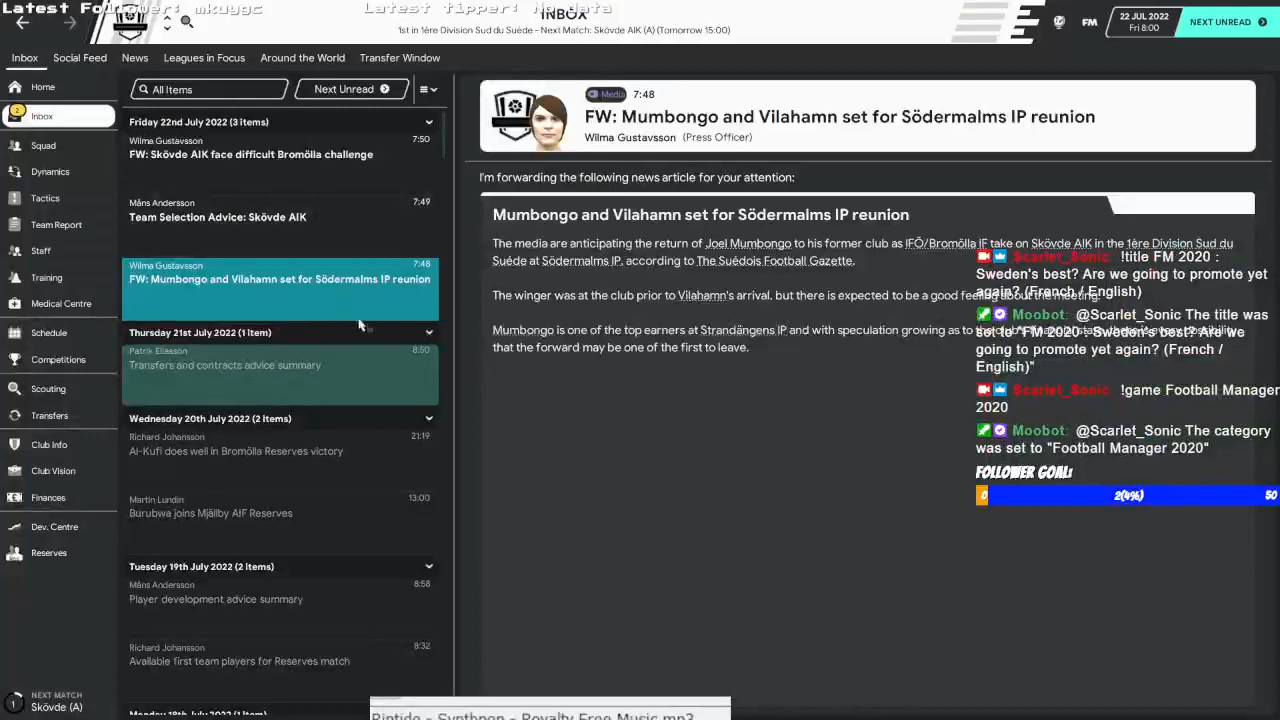 Latest Follower: mkuygc
Latest tipper: No data
INBOX
1st in 1ère Division Sud du Suède - Next Match: Skövde AIK (A) (Tomorrow 15:00)
FM
22 JUL 2022
Fri 8:00
NEXT UNREAD
Inbox
Social Feed
News
Leagues in Focus
Around the World
Transfer Window
Home
2
Inbox
Squad
Dynamics
Tactics
Team Report
Staff
Training
Medical Centre
Schedule
Competitions
Scouting
Transfers
Club Info
Club Vision
Finances
Dev. Centre
Reserves
1
NEXT MATCH
Skövde (A)
All Items
Next Unread
Friday 22nd July 2022 (3 items)
Wilma Gustavsson 7:50
FW: Skövde AIK face difficult Bromölla challenge
Måns Andersson 7:49
Team Selection Advice: Skövde AIK
Wilma Gustavsson 7:48
FW: Mumbongo and Vilahamn set for Södermalms IP reunion
Thursday 21st July 2022 (1 item)
Patrik Eliasson 8:50
Transfers and contracts advice summary
Wednesday 20th July 2022 (2 items)
Richard Johansson 21:19
Al-Kufi does well in Bromölla Reserves victory
Martin Lundin 13:00
Burubwa joins Mjällby AIF Reserves
Tuesday 19th July 2022 (2 items)
Måns Andersson 8:58
Player development advice summary
Richard Johansson 8:32
Available first team players for Reserves match
Monday 18th July 2022 (1 item)
Media 7:48
FW: Mumbongo and Vilahamn set for Södermalms IP reunion
Wilma Gustavsson (Press Officer)
I'm forwarding the following news article for your attention:
Mumbongo and Vilahamn set for Södermalms IP reunion
The media are anticipating the return of Joel Mumbongo to his former club as IFÖ/Bromölla IF take on Skövde AIK in the 1ère Division Sud du
Suède at Södermalms IP, according to The Suédois Football Gazette.
The winger was at the club prior to Vilahamn's arrival, but there is expected to be a good feeling about the meeting.
Mumbongo is one of the top earners at Strandängens IP and with speculation growing as to the club's
that the forward may be one of the first to leave.
Scarlet_Sonic !title FM 2020 :
Sweden's best? Are we going to promote yet
again? (French / English)
Moobot: @Scarlet_Sonic The title was
set to "FM 2020 : Sweden's best? Are we
going to promote yet again? (French /
English)"
Scarlet_Sonic !game Football Manager
2020
Moobot: @Scarlet_Sonic The category
was set to "Football Manager 2020"
FOLLOWER GOAL:
0 2(4%) 50
Riptide - Synthpop - Royalty Free Music.mp3